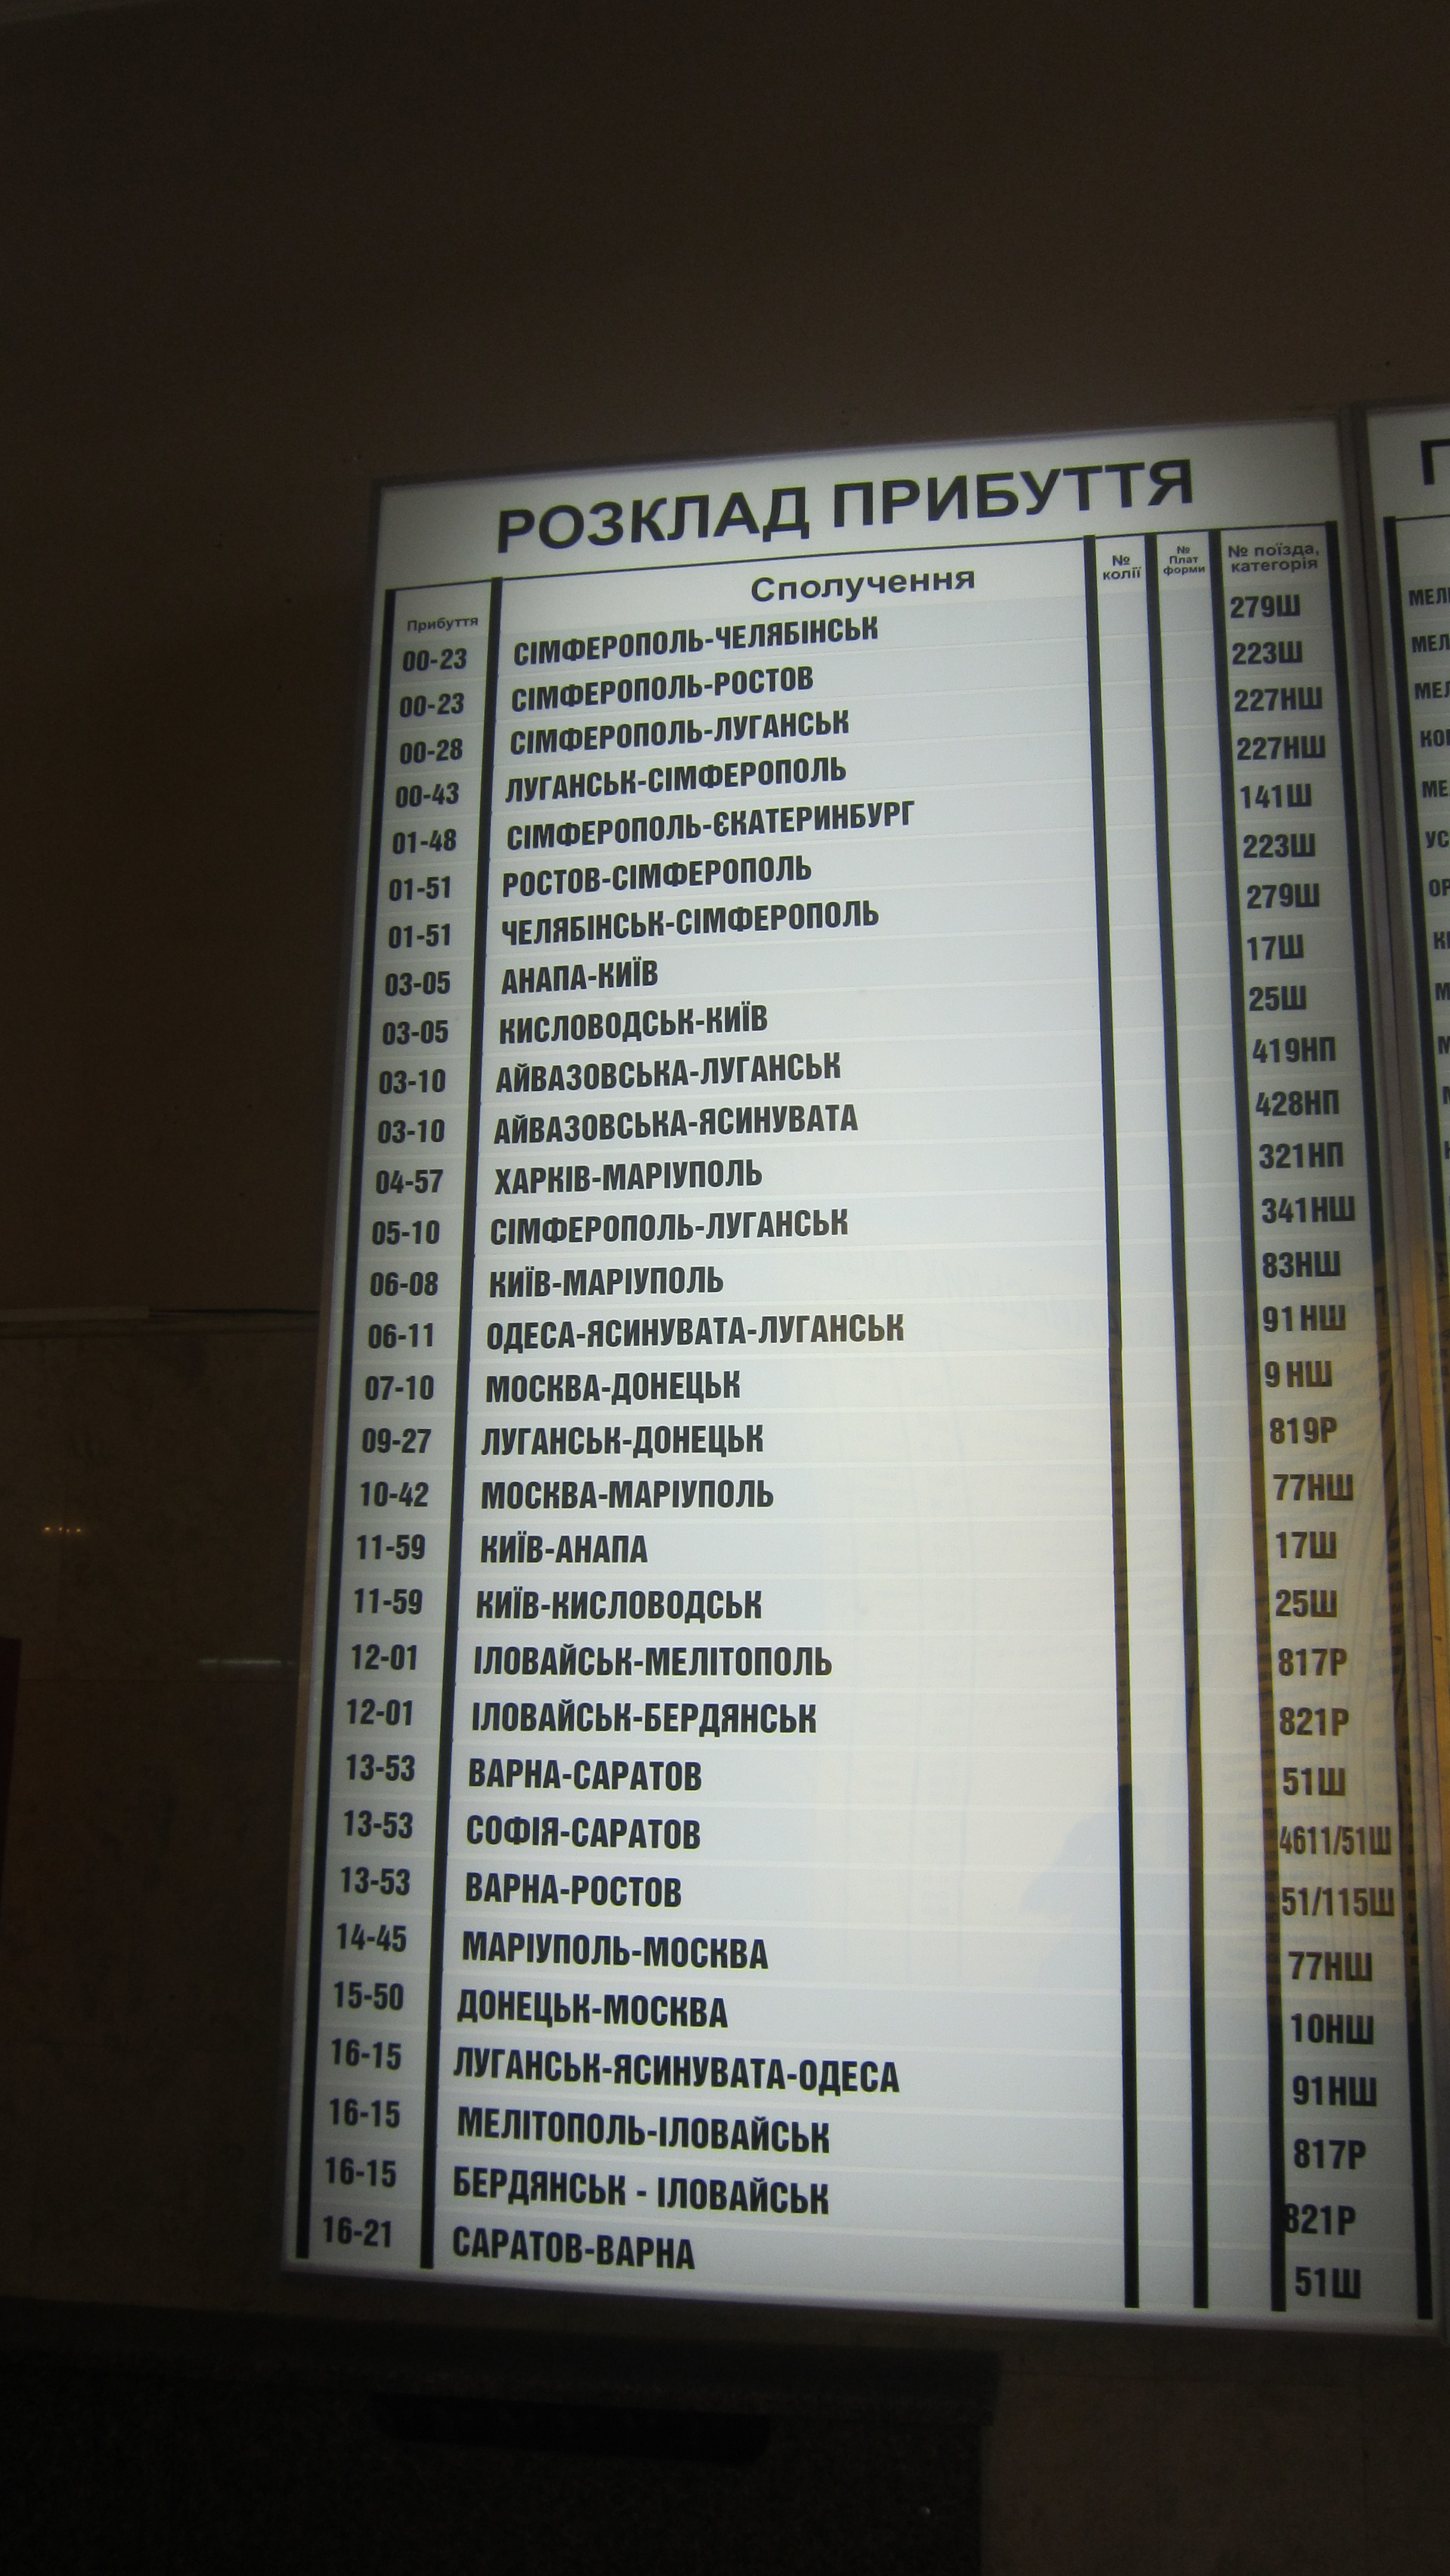 РОЗКЛАД ПРИБУТТЯ
Прибуття Сполучення № колії № Плат форми № поїзда, категорія
00-23 СІМФЕРОПОЛЬ-ЧЕЛЯБІНСЬК 279Ш
00-23 СІМФЕРОПОЛЬ-РОСТОВ 223Ш
00-28 СІМФЕРОПОЛЬ-ЛУГАНСЬК 227НШ
00-43 ЛУГАНСЬК-СІМФЕРОПОЛЬ 227НШ
01-48 СІМФЕРОПОЛЬ-ЄКАТЕРИНБУРГ 141Ш
01-51 РОСТОВ-СІМФЕРОПОЛЬ 223Ш
01-51 ЧЕЛЯБІНСЬК-СІМФЕРОПОЛЬ 279Ш
03-05 АНАПА-КИЇВ 17Ш
03-05 КИСЛОВОДСЬК-КИЇВ 25Ш
03-10 АЙВАЗОВСЬКА-ЛУГАНСЬК 419НП
03-10 АЙВАЗОВСЬКА-ЯСИНУВАТА 428НП
04-57 ХАРКІВ-МАРІУПОЛЬ 321НП
05-10 СІМФЕРОПОЛЬ-ЛУГАНСЬК 341НШ
06-08 КИЇВ-МАРІУПОЛЬ 83НШ
06-11 ОДЕСА-ЯСИНУВАТА-ЛУГАНСЬК 91НШ
07-10 МОСКВА-ДОНЕЦЬК 9 НШ
09-27 ЛУГАНСЬК-ДОНЕЦЬК 819Р
10-42 МОСКВА-МАРІУПОЛЬ 77НШ
11-59 КИЇВ-АНАПА 17Ш
11-59 КИЇВ-КИСЛОВОДСЬК 25Ш
12-01 ІЛОВАЙСЬК-МЕЛІТОПОЛЬ 817Р
12-01 ІЛОВАЙСЬК-БЕРДЯНСЬК 821Р
13-53 ВАРНА-САРАТОВ 51Ш
13-53 СОФІЯ-САРАТОВ 4611/51Ш
13-53 ВАРНА-РОСТОВ 51/115Ш
14-45 МАРІУПОЛЬ-МОСКВА 77НШ
15-50 ДОНЕЦЬК-МОСКВА 10НШ
16-15 ЛУГАНСЬК-ЯСИНУВАТА-ОДЕСА 91НШ
16-15 МЕЛІТОПОЛЬ-ІЛОВАЙСЬК 817Р
16-15 БЕРДЯНСЬК - ІЛОВАЙСЬК 821Р
16-21 САРАТОВ-ВАРНА 51Ш